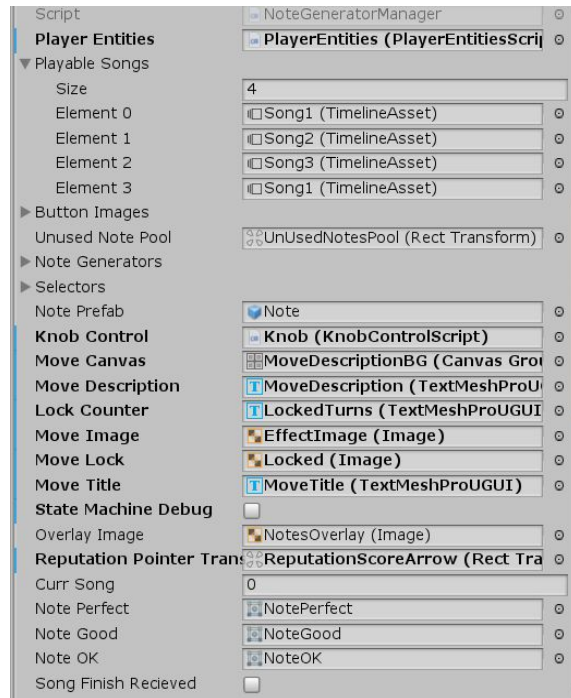 Script NoteGeneratorManager
Player Entities PlayerEntities (PlayerEntitiesScrip
Playable Songs
Size 4
Element 0 Song1 (TimelineAsset)
Element 1 Song2 (TimelineAsset)
Element 2 Song3 (TimelineAsset)
Element 3 Song1 (TimelineAsset)
Button Images
Unused Note Pool UnUsedNotesPool (Rect Transform)
Note Generators
Selectors
Note Prefab Note
Knob Control Knob (KnobControlScript)
Move Canvas MoveDescriptionBG (Canvas Grou
Move Description MoveDescription (TextMeshProU
Lock Counter LockedTurns (TextMeshProUGUI
Move Image EffectImage (Image)
Move Lock Locked (Image)
Move Title MoveTitle (TextMeshProUGUI)
State Machine Debug
Overlay Image NotesOverlay (Image)
Reputation Pointer Trans ReputationScoreArrow (Rect Tra
Curr Song 0
Note Perfect NotePerfect
Note Good NoteGood
Note OK NoteOK
Song Finish Recieved